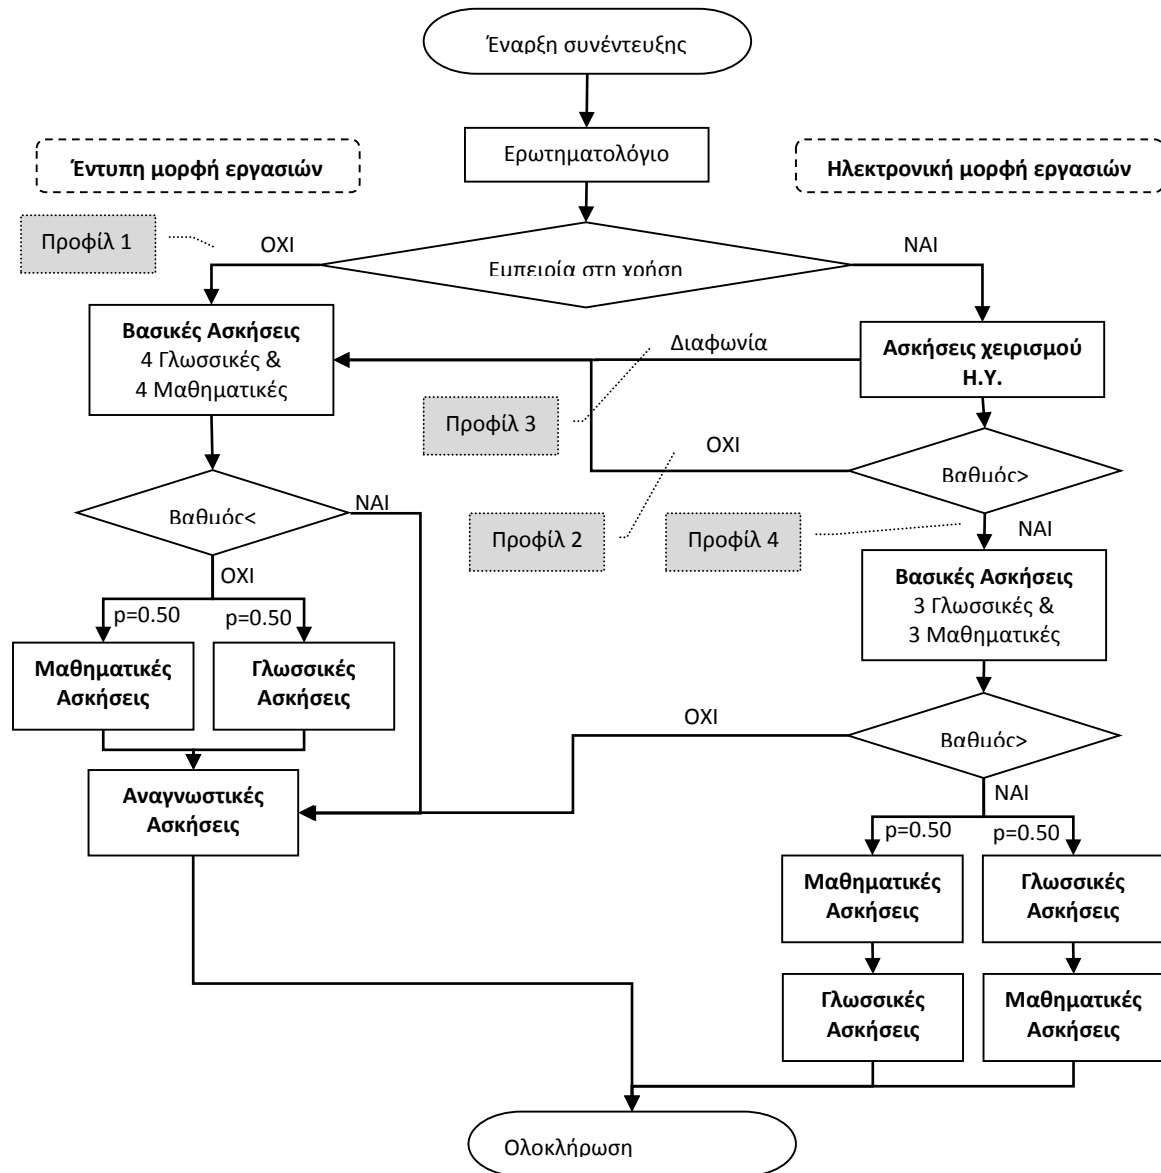 Έναρξη συνέντευξης
Ερωτηματολόγιο
Έντυπη μορφή εργασιών
Ηλεκτρονική μορφή εργασιών
Προφίλ 1
ΟΧΙ
Εμπειρία στη χρήση
ΝΑΙ
Βασικές Ασκήσεις
4 Γλωσσικές &
4 Μαθηματικές
Διαφωνία
Ασκήσεις χειρισμού
Η.Υ.
Προφίλ 3
ΟΧΙ
Βαθμός>
Βαθμός<
ΝΑΙ
Προφίλ 2
Προφίλ 4
ΝΑΙ
ΟΧΙ
Βασικές Ασκήσεις
3 Γλωσσικές &
3 Μαθηματικές
p=0.50
p=0.50
Μαθηματικές
Ασκήσεις
Γλωσσικές
Ασκήσεις
ΟΧΙ
Βαθμός>
Αναγνωστικές
Ασκήσεις
ΝΑΙ
p=0.50
p=0.50
Μαθηματικές
Ασκήσεις
Γλωσσικές
Ασκήσεις
Γλωσσικές
Ασκήσεις
Μαθηματικές
Ασκήσεις
Ολοκλήρωση